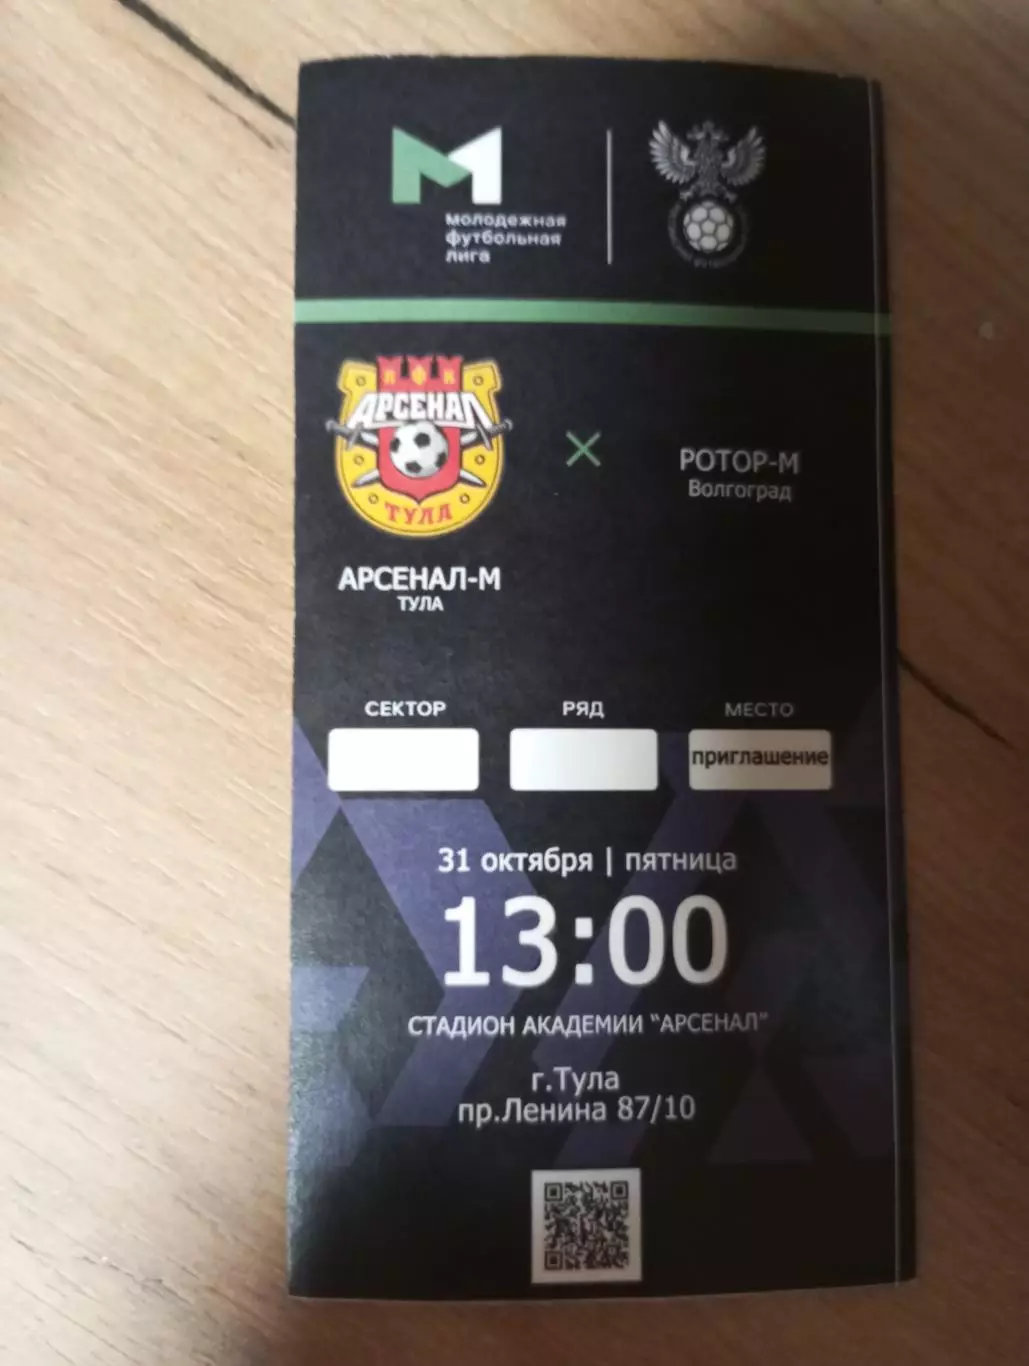 молодежная
футбольная
лига
ПФК
АРСЕНАЛ
ТУЛА
АРСЕНАЛ-М
ТУЛА
РОТОР-М
Волгоград
СЕКТОР
РЯД
МЕСТО
приглашение
31 октября | пятница
13:00
СТАДИОН АКАДЕМИИ "АРСЕНАЛ"
г.Тула
пр.Ленина 87/10